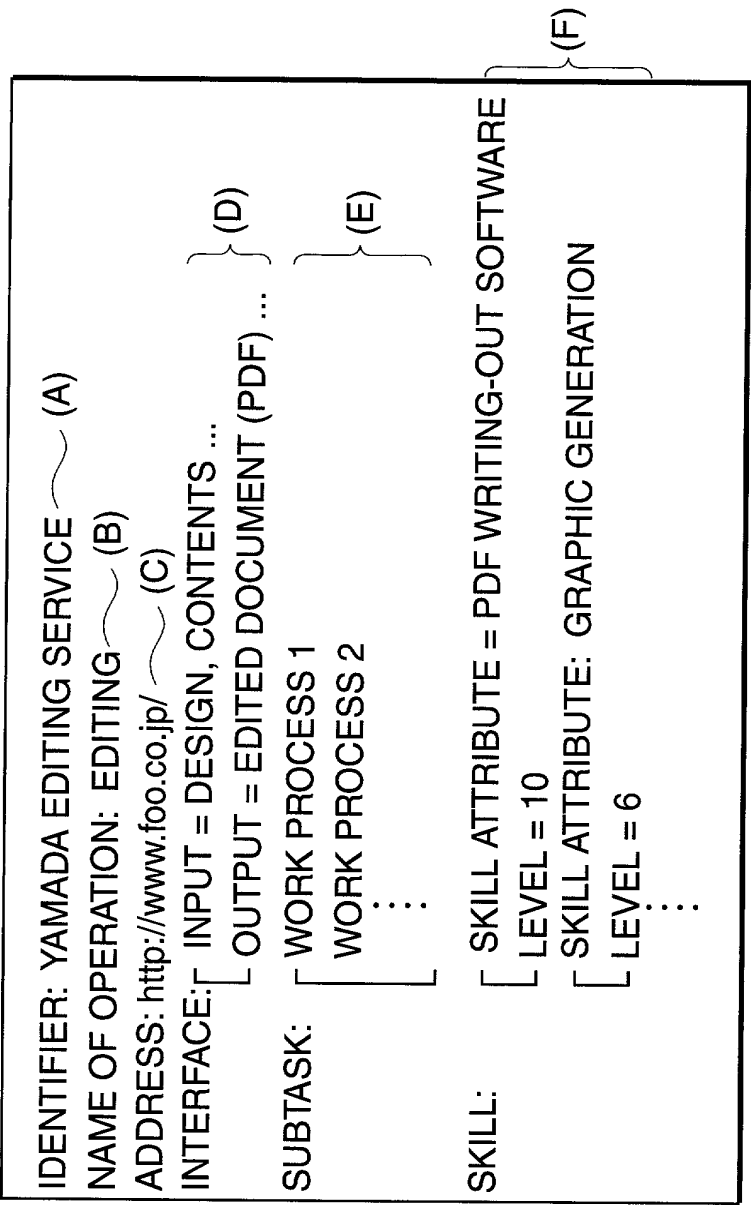 IDENTIFIER: YAMADA EDITING SERVICE (A)
NAME OF OPERATION: EDITING (B)
ADDRESS: http://www.foo.co.jp/ (C)
INTERFACE: INPUT = DESIGN, CONTENTS ...
OUTPUT = EDITED DOCUMENT (PDF) ... (D)
SUBTASK: WORK PROCESS 1
WORK PROCESS 2 (E)
SKILL: SKILL ATTRIBUTE = PDF WRITING-OUT SOFTWARE
LEVEL = 10
SKILL ATTRIBUTE: GRAPHIC GENERATION (F)
LEVEL = 6